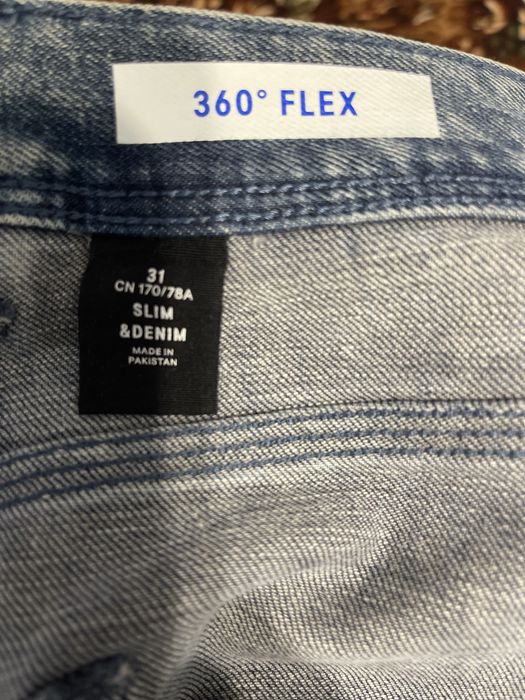 360° FLEX
31
CN 170/78A
SLIM
&DENIM
MADE IN
PAKISTAN